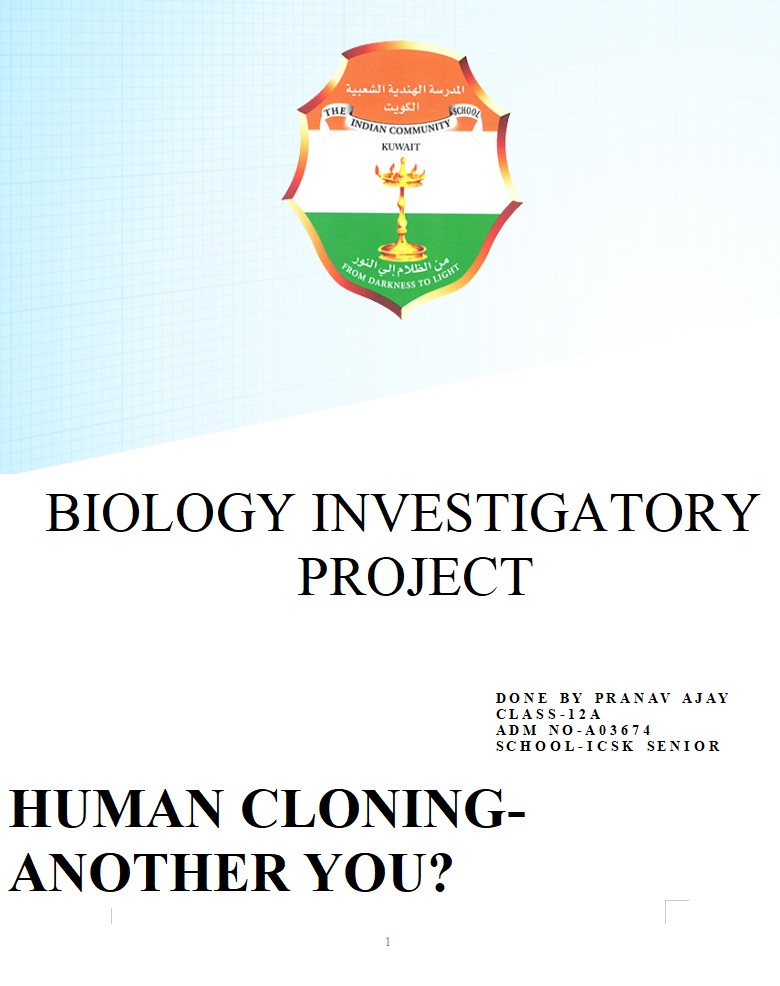 المدرسة الهندية الشعبية
الكويت
THE SCHOOL
INDIAN COMMUNITY
KUWAIT
من الظلام إلي النور
FROM DARKNESS TO LIGHT
BIOLOGY INVESTIGATORY
PROJECT
DONE BY PRANAV AJAY
CLASS-12A
ADM NO-A03674
SCHOOL-ICSK SENIOR
HUMAN CLONING-
ANOTHER YOU?
1